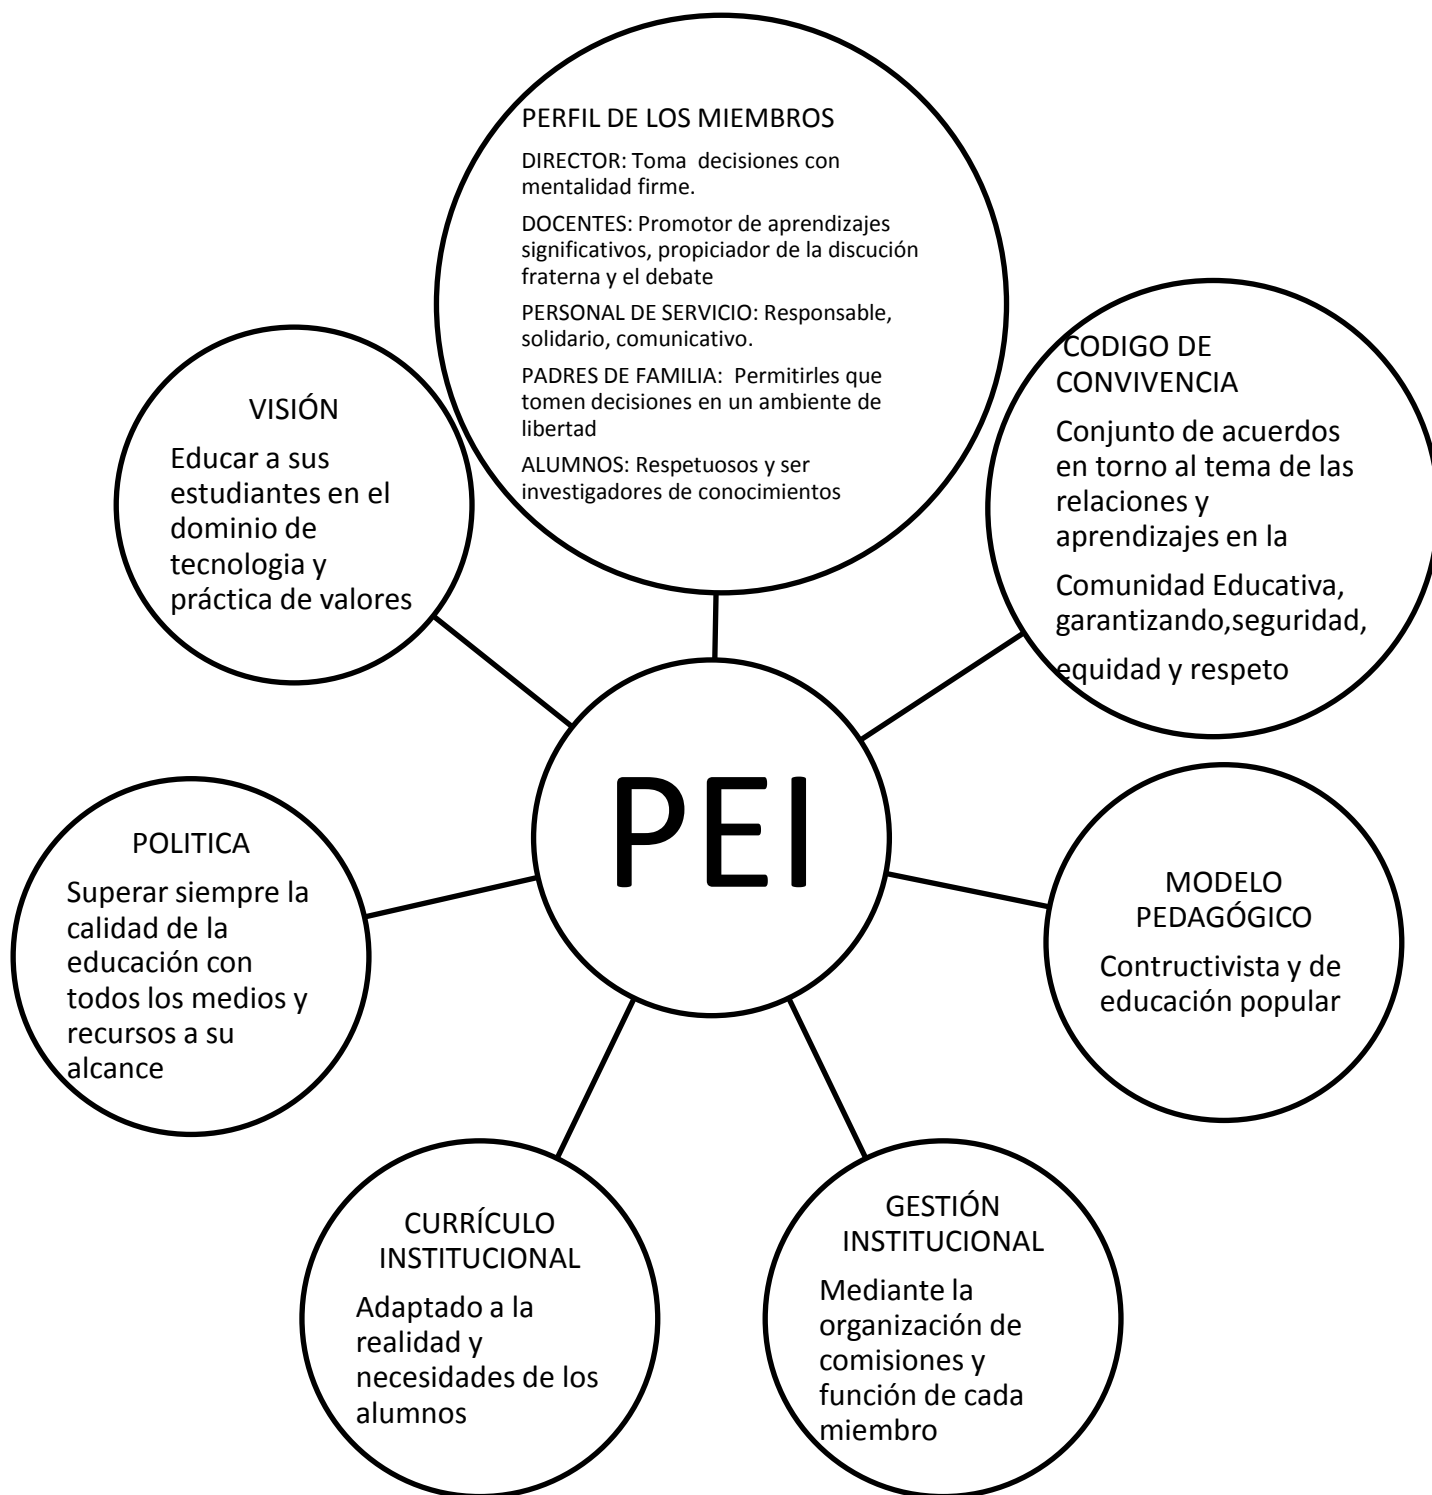 PERFIL DE LOS MIEMBROS
DIRECTOR: Toma  decisiones con
mentalidad firme.
DOCENTES: Promotor de aprendizajes
significativos, propiciador de la discución
fraterna y el debate
PERSONAL DE SERVICIO: Responsable,
solidario, comunicativo.
PADRES DE FAMILIA:  Permitirles que
tomen decisiones en un ambiente de
libertad
ALUMNOS: Respetuosos y ser
investigadores de conocimientos
CODIGO DE
CONVIVENCIA
Conjunto de acuerdos
en torno al tema de las
relaciones y
aprendizajes en la
Comunidad Educativa,
garantizando,seguridad,
equidad y respeto
VISIÓN
Educar a sus
estudiantes en el
dominio de
tecnologia y
práctica de valores
PEI
POLITICA
Superar siempre la
calidad de la
educación con
todos los medios y
recursos a su
alcance
MODELO
PEDAGÓGICO
Contructivista y de
educación popular
CURRÍCULO
INSTITUCIONAL
Adaptado a la
realidad y
necesidades de los
alumnos
GESTIÓN
INSTITUCIONAL
Mediante la
organización de
comisiones y
función de cada
miembro